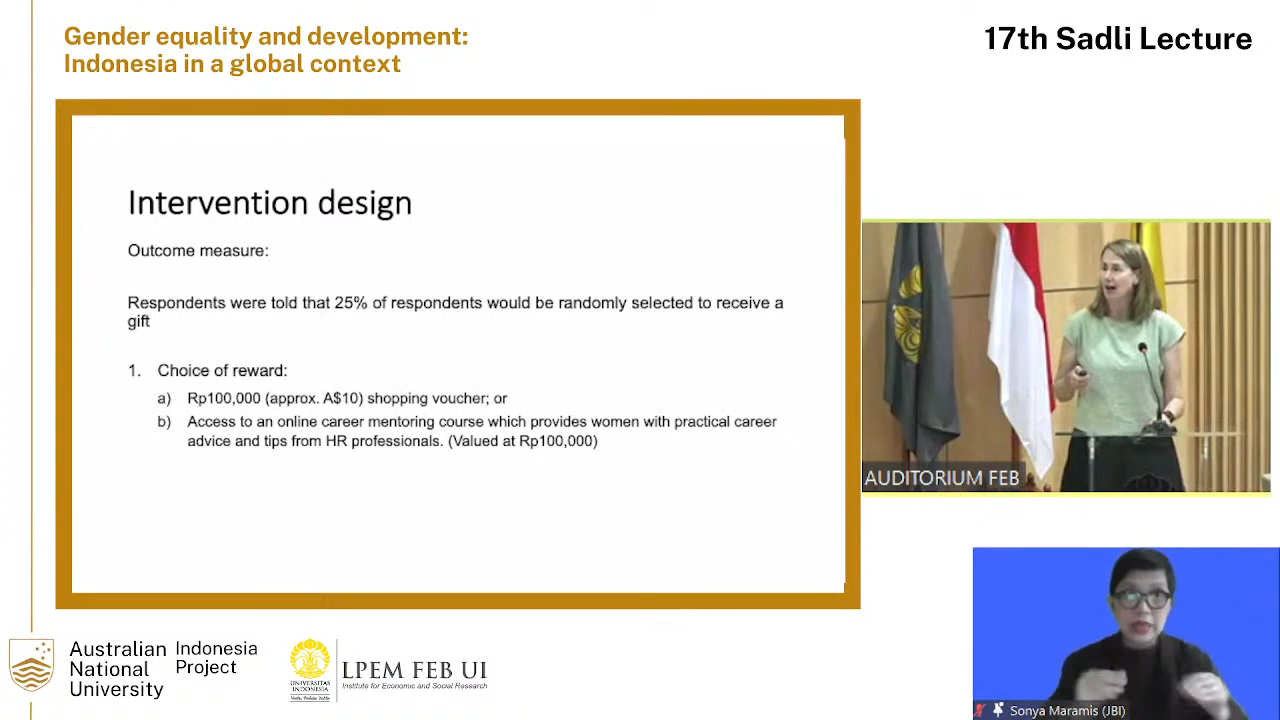 Gender equality and development:
Indonesia in a global context
17th Sadli Lecture
Intervention design
Outcome measure:
Respondents were told that 25% of respondents would be randomly selected to receive a
gift
1. Choice of reward:
a) Rp100,000 (approx. A$10) shopping voucher; or
b) Access to an online career mentoring course which provides women with practical career
advice and tips from HR professionals. (Valued at Rp100,000)
AUDITORIUM FEB
Australian
National
University
Indonesia
Project
UNIVERSITAS
INDONESIA
LPEM FEB UI
Institute for Economic and Social Research
Sonya Maramis (JBI)